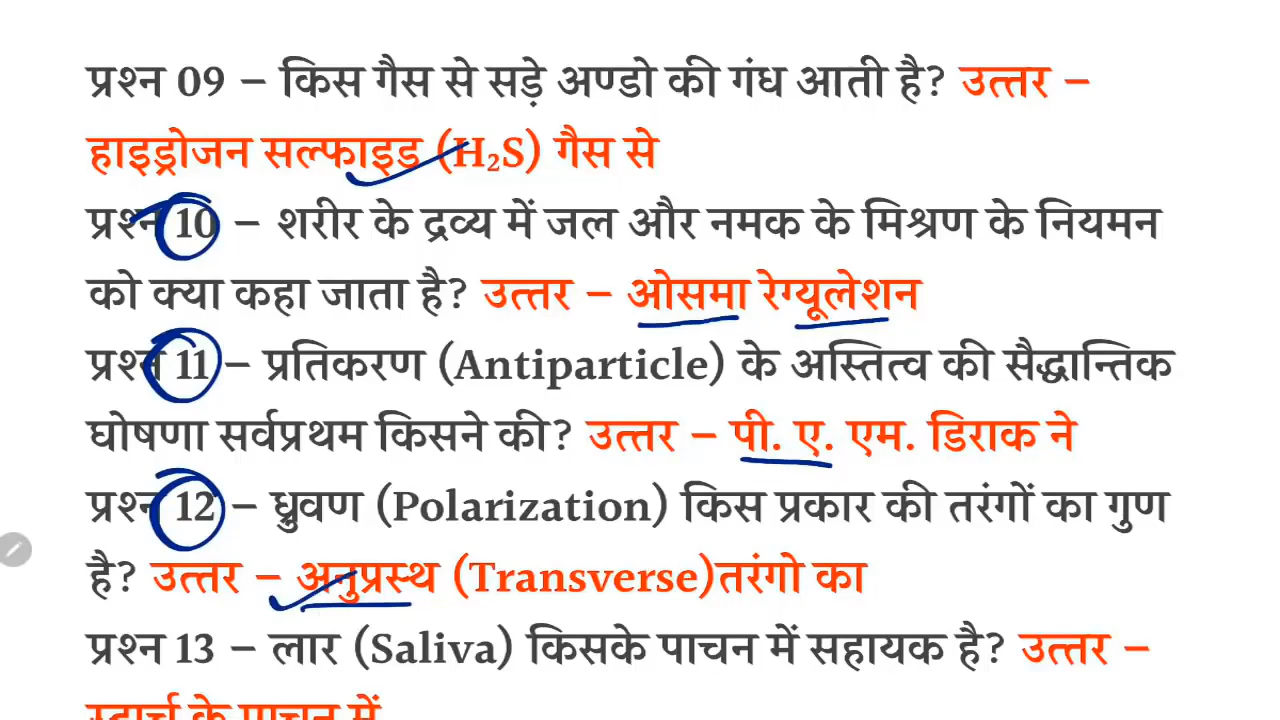 प्रश्न 09 – किस गैस से सड़े अण्डो की गंध आती है? उत्तर –
हाइड्रोजन सल्फाइड (H₂S) गैस से
प्रश्न 10 – शरीर के द्रव्य में जल और नमक के मिश्रण के नियमन
को क्या कहा जाता है? उत्तर – ओसमा रेग्यूलेशन
प्रश्न 11 – प्रतिकरण (Antiparticle) के अस्तित्व की सैद्धान्तिक
घोषणा सर्वप्रथम किसने की? उत्तर – पी. ए. एम. डिराक ने
प्रश्न 12 – ध्रुवण (Polarization) किस प्रकार की तरंगों का गुण
है? उत्तर – अनुप्रस्थ (Transverse)तरंगो का
प्रश्न 13 – लार (Saliva) किसके पाचन में सहायक है? उत्तर –
स्टार्च के पाचन में